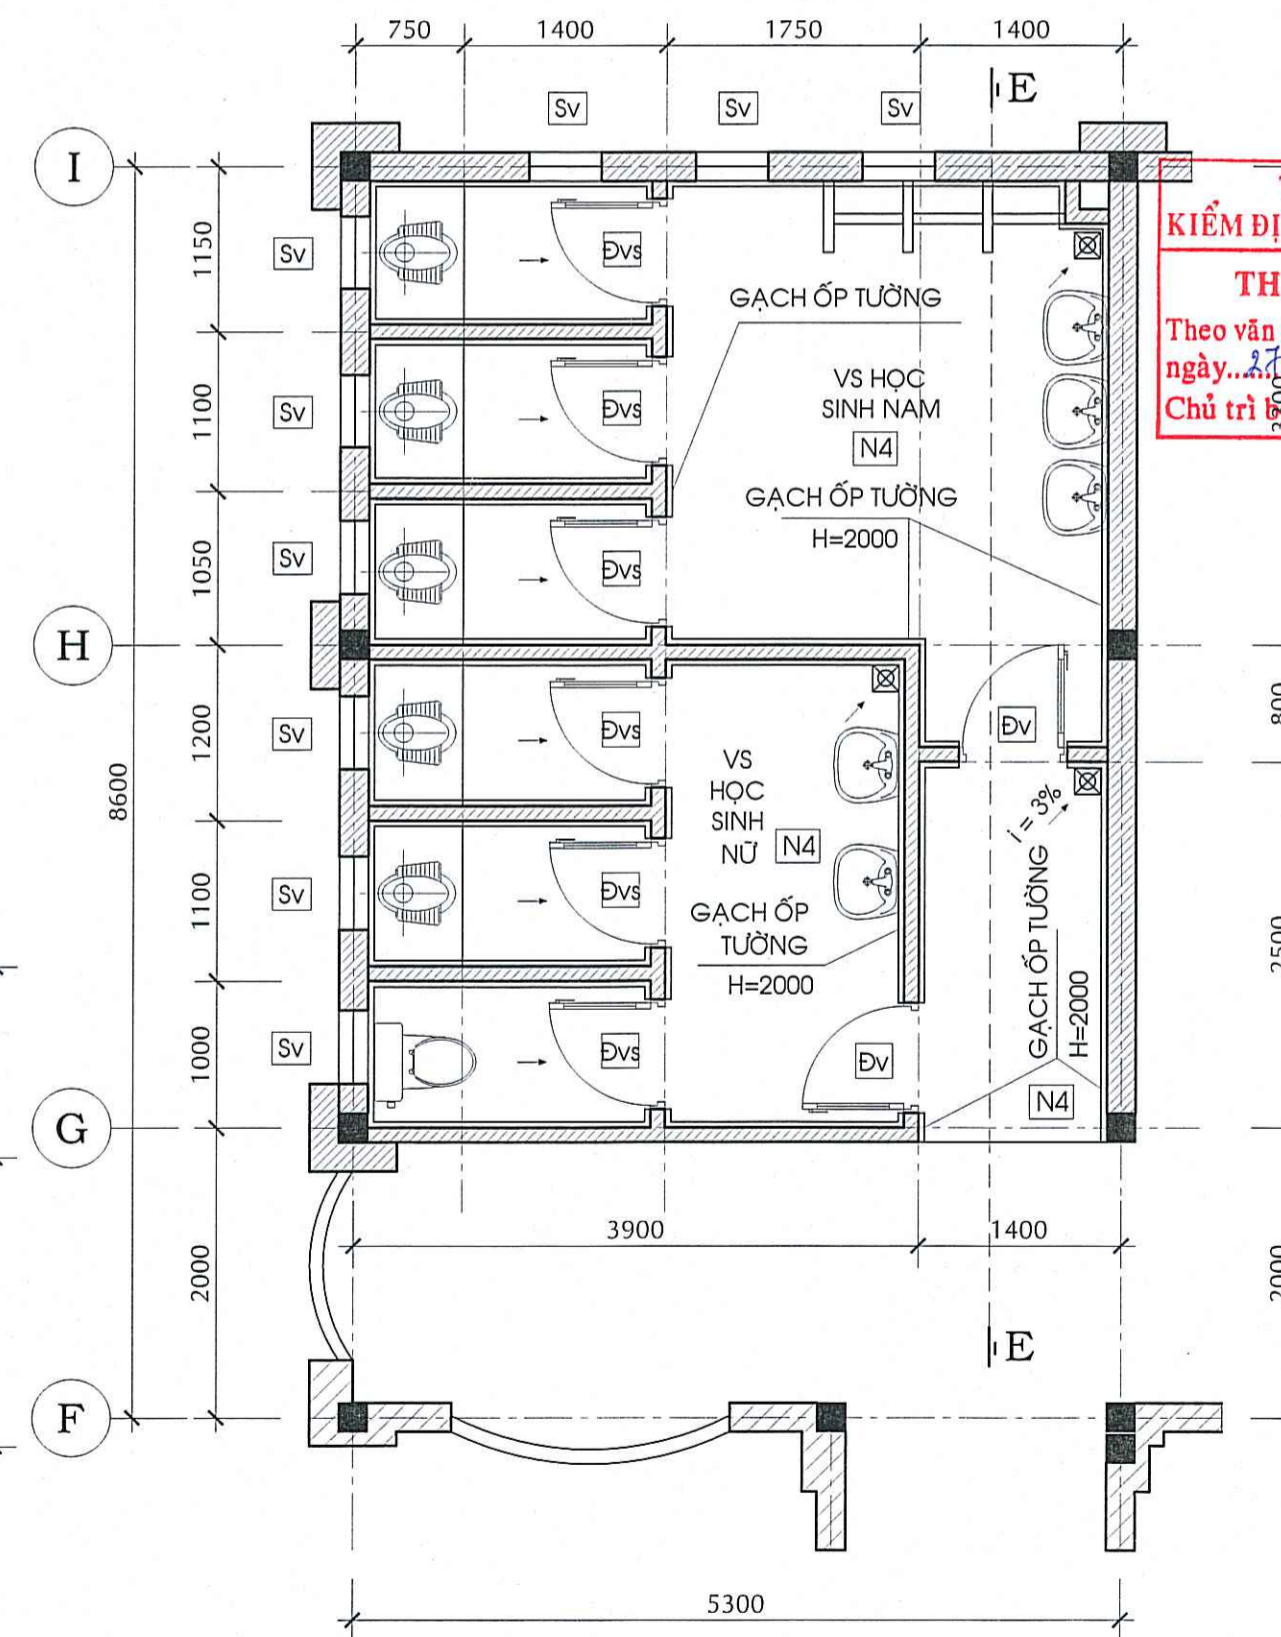 750 1400 1750 1400
E
Sv Sv Sv
I
KIỂM ĐỊ
TH
Theo văn
ngày.....27
Chủ trì b
1150
Sv
Đvs
GẠCH ỐP TƯỜNG
1100
Sv
Đvs
VS HỌC
SINH NAM
N4
GẠCH ỐP TƯỜNG
H=2000
1050
Sv
Đvs
H
800
1200
Sv
Đvs
VS
HỌC
SINH
NỮ
N4
Đv
i = 3%
8600
1100
Sv
Đvs
GẠCH ỐP
TƯỜNG
H=2000
GẠCH ỐP TƯỜNG
H=2000
2500
1000
Sv
Đvs
Đv
N4
G
3900 1400
2000
2000
E
F
5300